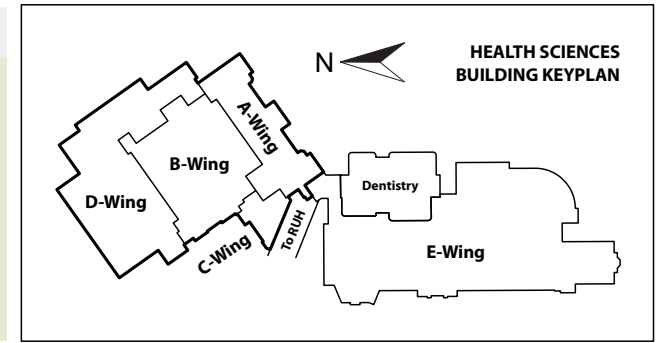 HEALTH SCIENCES
BUILDING KEYPLAN
N
A-Wing
B-Wing
D-Wing
C-Wing
To RUH
Dentistry
E-Wing